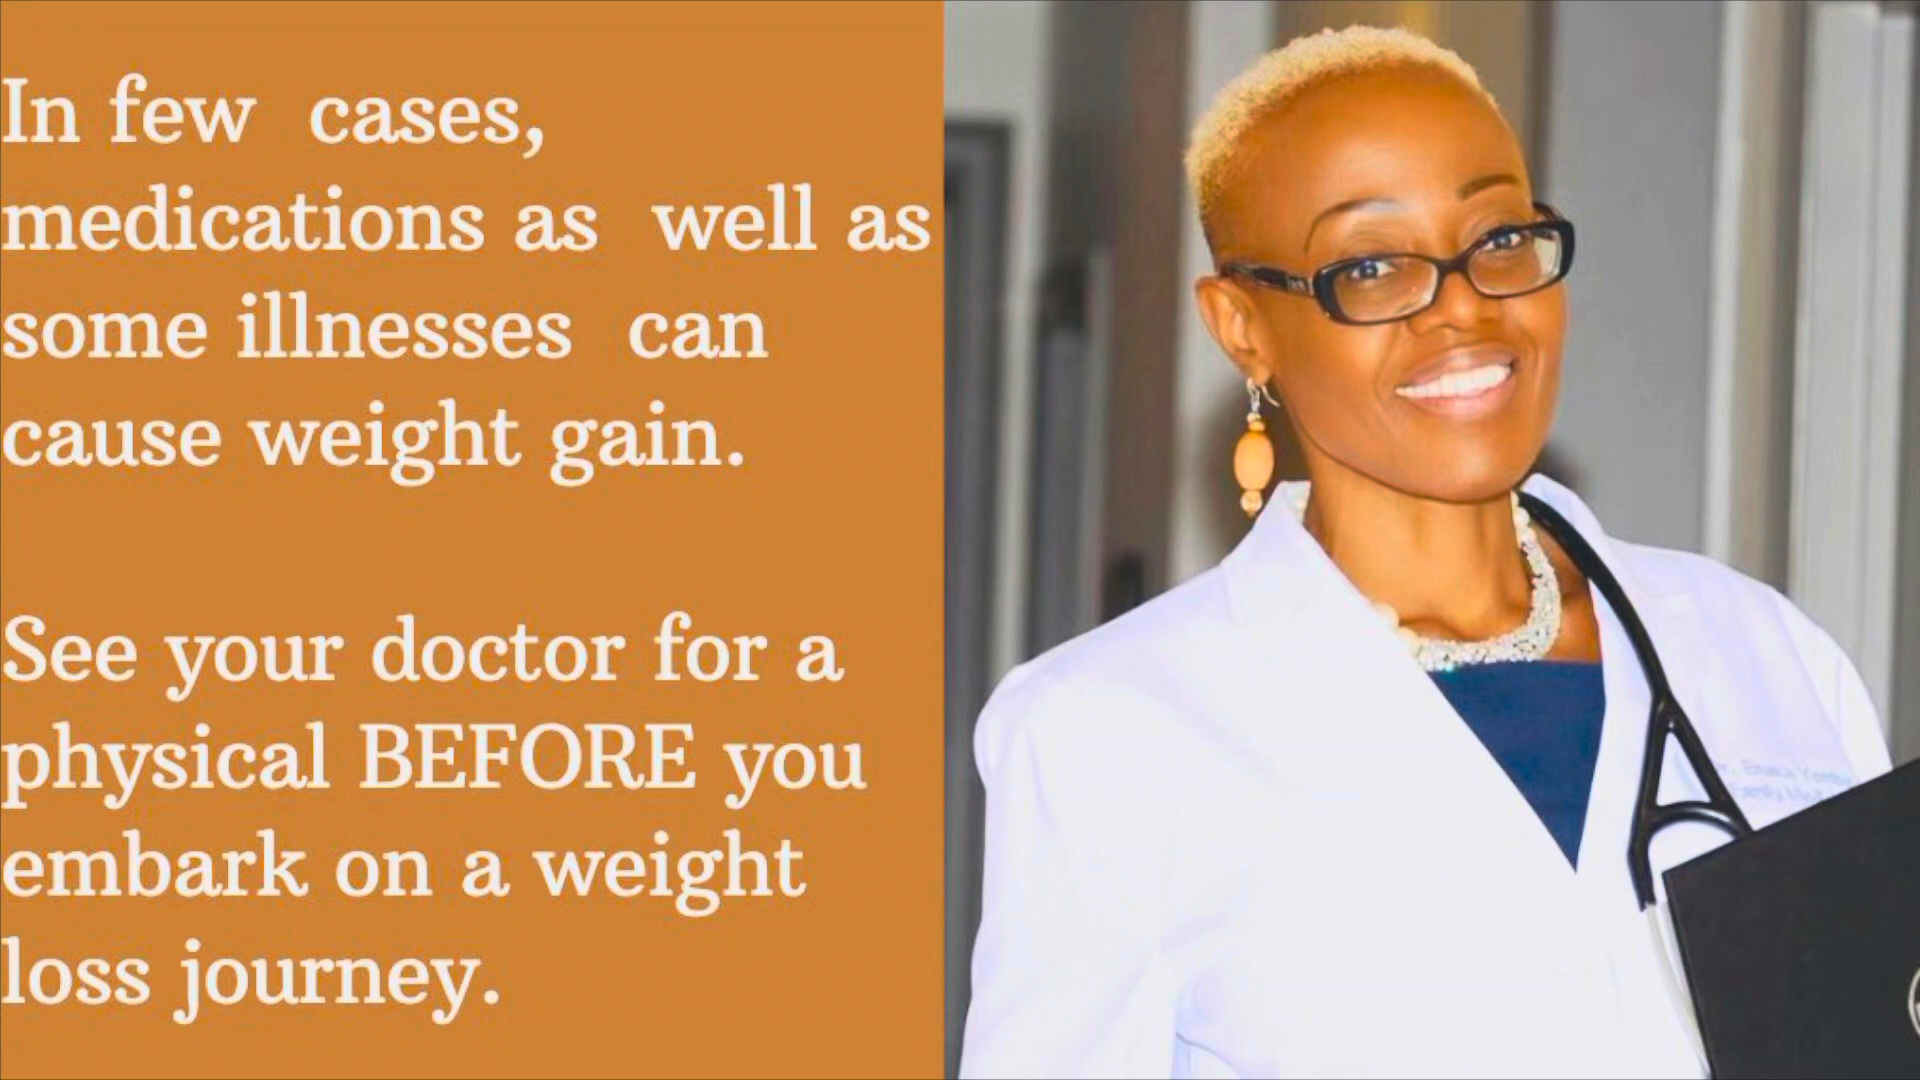 In few  cases,
medications as  well as
some illnesses  can
cause weight gain.
See your doctor for a
physical BEFORE you
embark on a weight
loss journey.